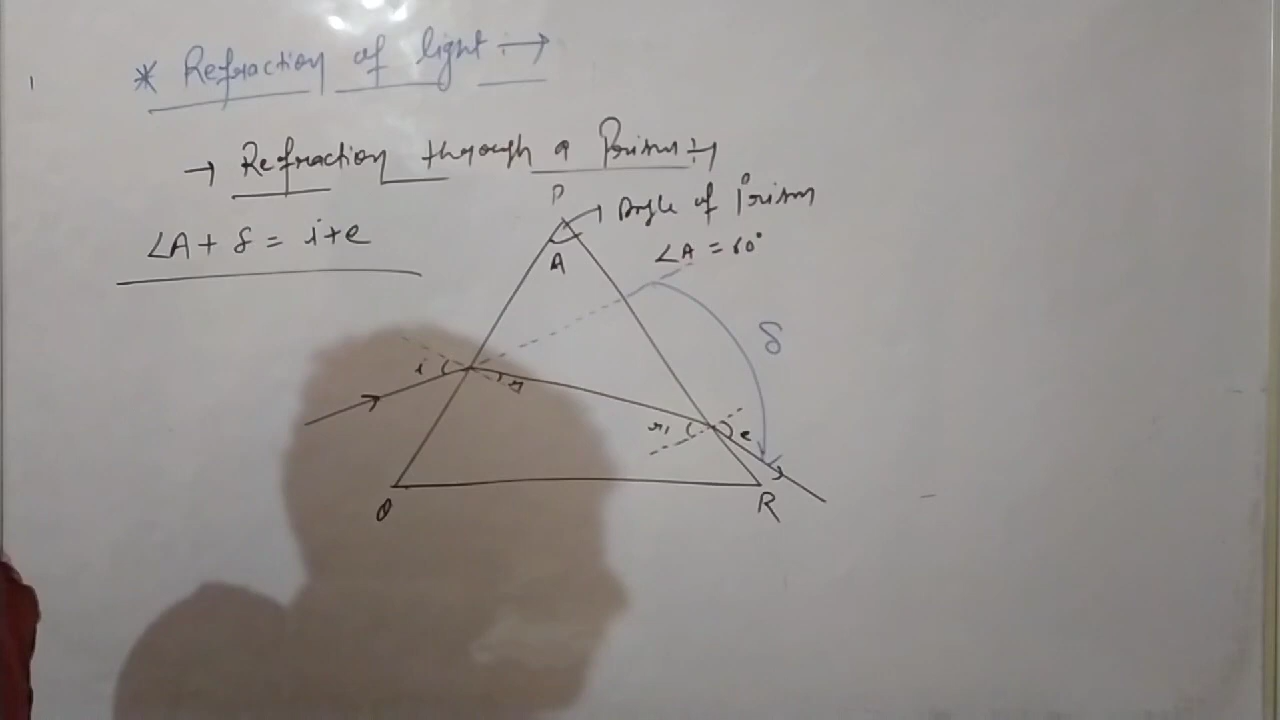 * Refraction of light :→
→ Refraction through a Prism :→
P
→ Angle of Prism
∠A + δ = i+e
∠A = 60°
A
δ
i
r
r₁
e
Q
R